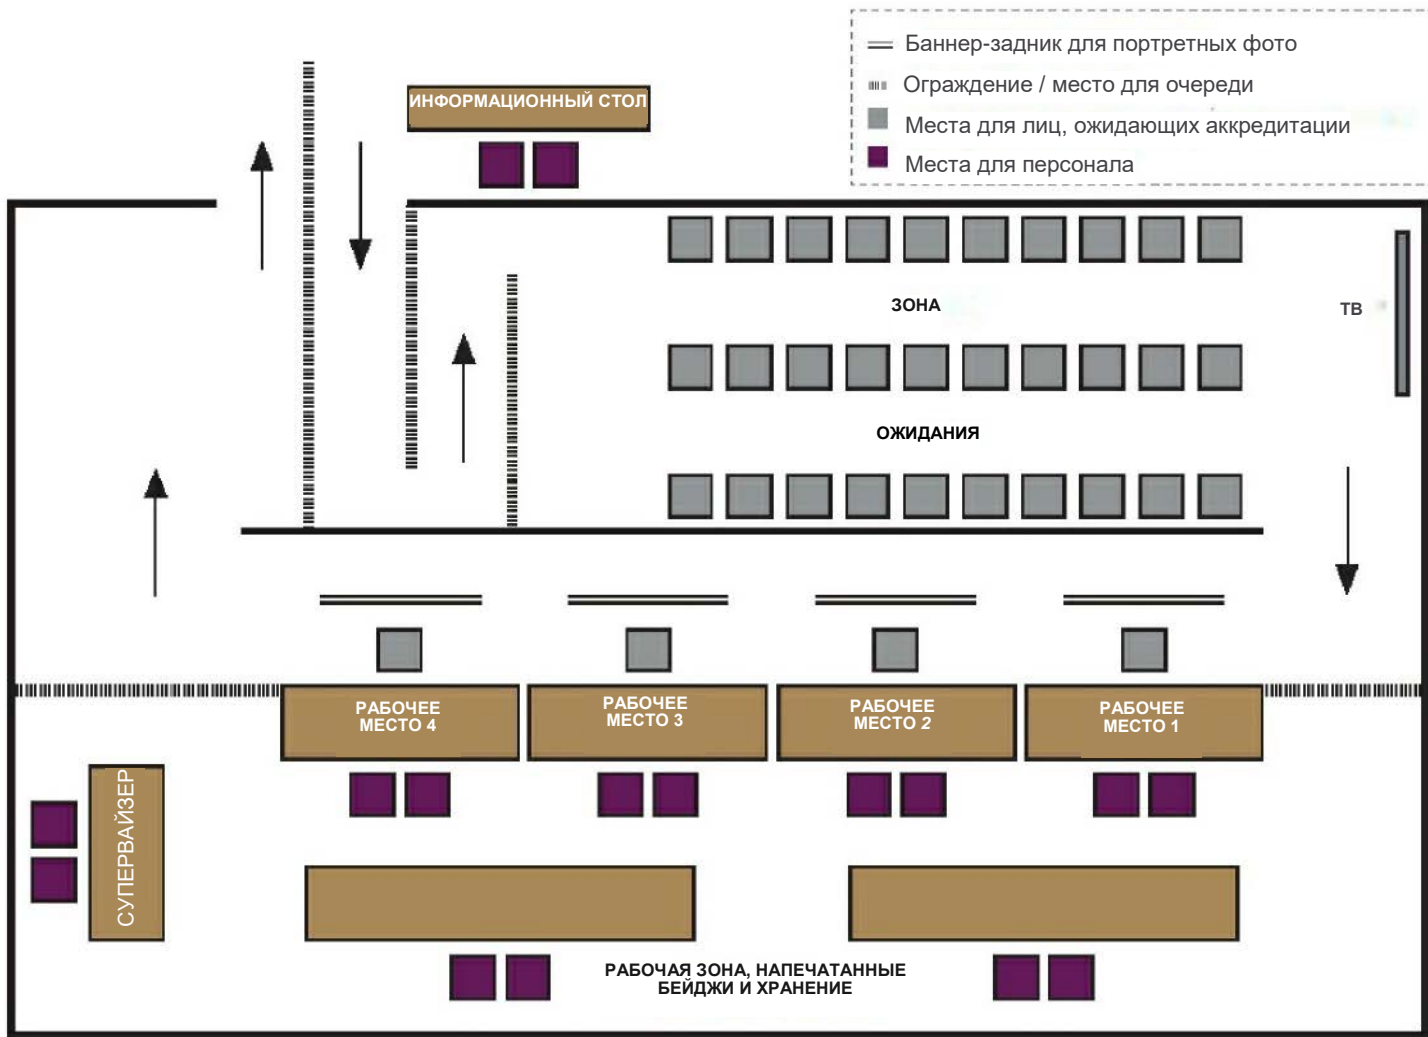 Баннер-задник для портретных фото
Ограждение / место для очереди
Места для лиц, ожидающих аккредитации
Места для персонала
ИНФОРМАЦИОННЫЙ СТОЛ
ЗОНА
ТВ
ОЖИДАНИЯ
РАБОЧЕЕ
МЕСТО 4
РАБОЧЕЕ
МЕСТО 3
РАБОЧЕЕ
МЕСТО 2
РАБОЧЕЕ
МЕСТО 1
СУПЕРВАЙЗЕР
РАБОЧАЯ ЗОНА, НАПЕЧАТАННЫЕ
БЕЙДЖИ И ХРАНЕНИЕ